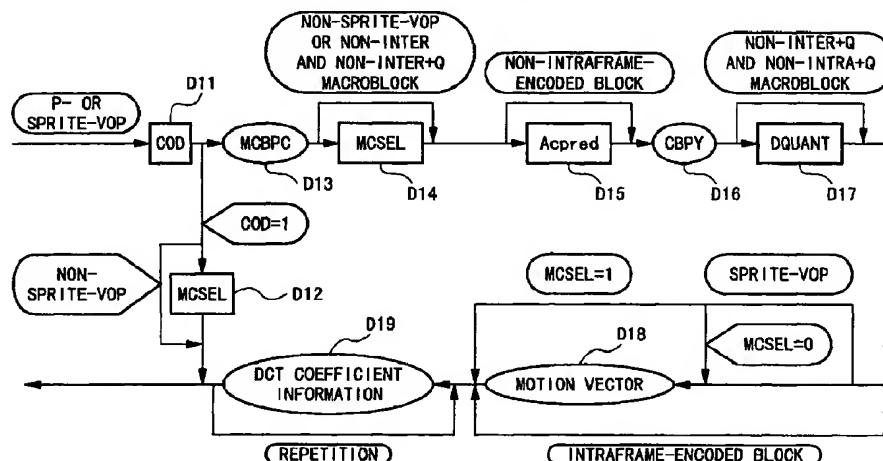 NON-SPRITE-VOP
OR NON-INTER
AND NON-INTER+Q
MACROBLOCK
NON-INTRAFRAME-
ENCODED BLOCK
NON-INTER+Q
AND NON-INTRA+Q
MACROBLOCK
P- OR
SPRITE-VOP
D11
COD
MCBPC
D13
MCSEL
D14
Acpred
D15
CBPY
D16
DQUANT
D17
COD=1
NON-
SPRITE-VOP
MCSEL
D12
MCSEL=1
SPRITE-VOP
MCSEL=0
D19
DCT COEFFICIENT
INFORMATION
D18
MOTION VECTOR
REPETITION
INTRAFRAME-ENCODED BLOCK